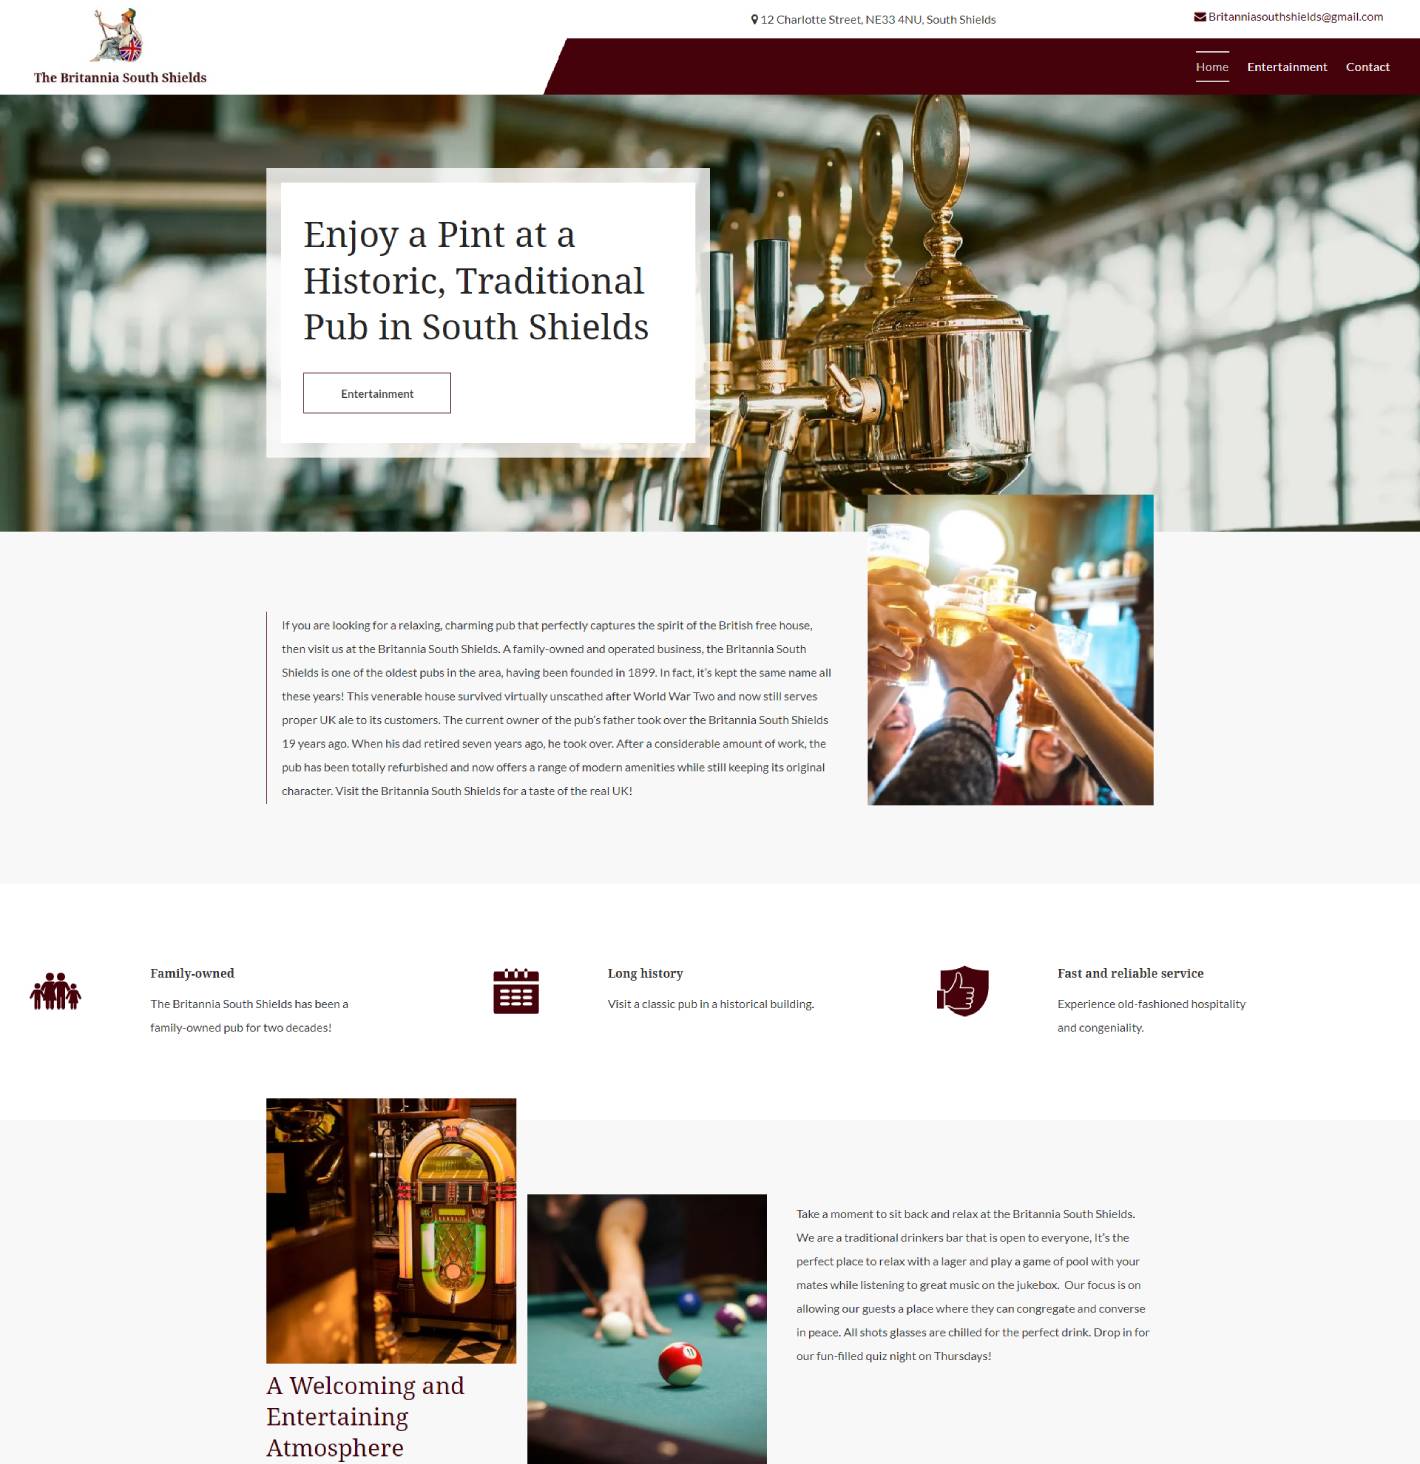 12 Charlotte Street, NE33 4NU, South Shields
Britanniasouthshields@gmail.com
The Britannia South Shields
Home
Entertainment
Contact
Enjoy a Pint at a
Historic, Traditional
Pub in South Shields
Entertainment
If you are looking for a relaxing, charming pub that perfectly captures the spirit of the British free house,
then visit us at the Britannia South Shields. A family-owned and operated business, the Britannia South
Shields is one of the oldest pubs in the area, having been founded in 1899. In fact, it's kept the same name all
these years! This venerable house survived virtually unscathed after World War Two and now still serves
proper UK ale to its customers. The current owner of the pub's father took over the Britannia South Shields
19 years ago. When his dad retired seven years ago, he took over. After a considerable amount of work, the
pub has been totally refurbished and now offers a range of modern amenities while still keeping its original
character. Visit the Britannia South Shields for a taste of the real UK!
Family-owned
The Britannia South Shields has been a
family-owned pub for two decades!
Long history
Visit a classic pub in a historical building.
Fast and reliable service
Experience old-fashioned hospitality
and congeniality.
Take a moment to sit back and relax at the Britannia South Shields.
We are a traditional drinkers bar that is open to everyone, It's the
perfect place to relax with a lager and play a game of pool with your
mates while listening to great music on the jukebox.  Our focus is on
allowing our guests a place where they can congregate and converse
in peace. All shots glasses are chilled for the perfect drink. Drop in for
our fun-filled quiz night on Thursdays!
11
A Welcoming and
Entertaining
Atmosphere